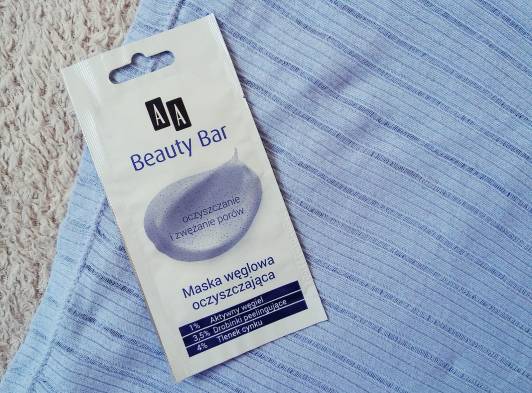 AA
Beauty Bar
oczyszczanie
i zwężanie porów
Maska węglowa
oczyszczająca
1% Aktywny węgiel
3,5% Drobinki peelingujące
4% Tlenek cynku